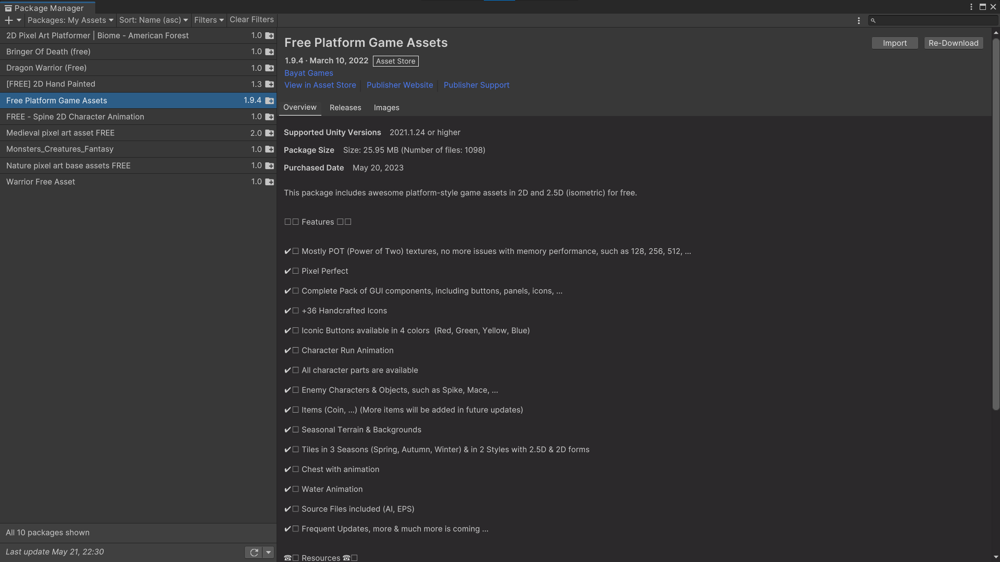 Package Manager
Packages: My Assets Sort: Name (asc) Filters Clear Filters
2D Pixel Art Platformer | Biome - American Forest 1.0
Bringer Of Death (free) 1.0
Dragon Warrior (Free) 1.0
[FREE] 2D Hand Painted 1.3
Free Platform Game Assets 1.9.4
FREE - Spine 2D Character Animation 1.0
Medieval pixel art asset FREE 2.0
Monsters_Creatures_Fantasy 1.0
Nature pixel art base assets FREE 1.0
Warrior Free Asset 1.0
All 10 packages shown
Last update May 21, 22:30
Free Platform Game Assets
Import Re-Download
1.9.4 · March 10, 2022 Asset Store
Bayat Games
View in Asset Store Publisher Website Publisher Support
Overview Releases Images
Supported Unity Versions 2021.1.24 or higher
Package Size Size: 25.95 MB (Number of files: 1098)
Purchased Date May 20, 2023
This package includes awesome platform-style game assets in 2D and 2.5D (isometric) for free.
□□ Features □□
✔□ Mostly POT (Power of Two) textures, no more issues with memory performance, such as 128, 256, 512, ...
✔□ Pixel Perfect
✔□ Complete Pack of GUI components, including buttons, panels, icons, ...
✔□ +36 Handcrafted Icons
✔□ Iconic Buttons available in 4 colors  (Red, Green, Yellow, Blue)
✔□ Character Run Animation
✔□ All character parts are available
✔□ Enemy Characters & Objects, such as Spike, Mace, ...
✔□ Items (Coin, ...) (More items will be added in future updates)
✔□ Seasonal Terrain & Backgrounds
✔□ Tiles in 3 Seasons (Spring, Autumn, Winter) & in 2 Styles with 2.5D & 2D forms
✔□ Chest with animation
✔□ Water Animation
✔□ Source Files included (AI, EPS)
✔□ Frequent Updates, more & much more is coming ...
☎□ Resources ☎□